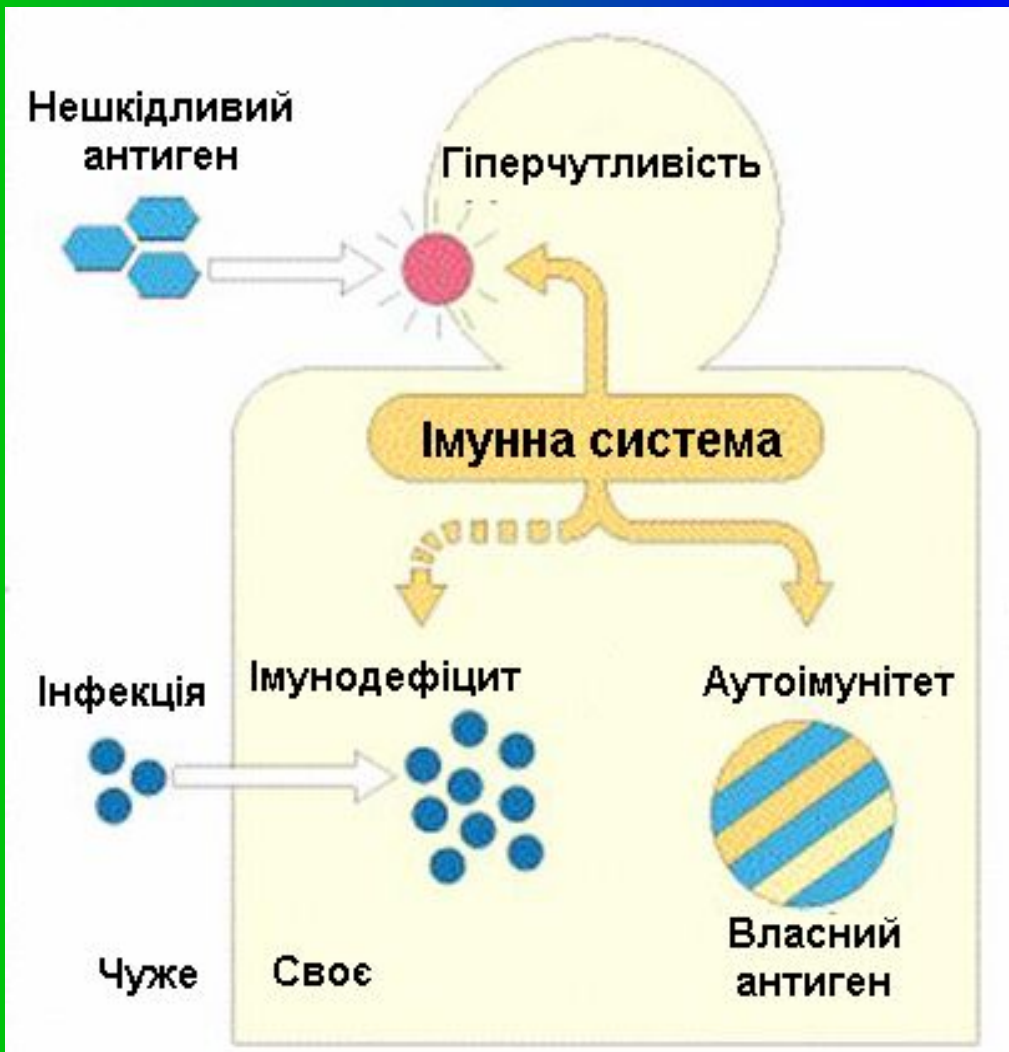 Нешкідливий
антиген
Гіперчутливість
Імунна система
Інфекція
Імунодефіцит
Аутоімунітет
Власний
антиген
Чуже
Своє